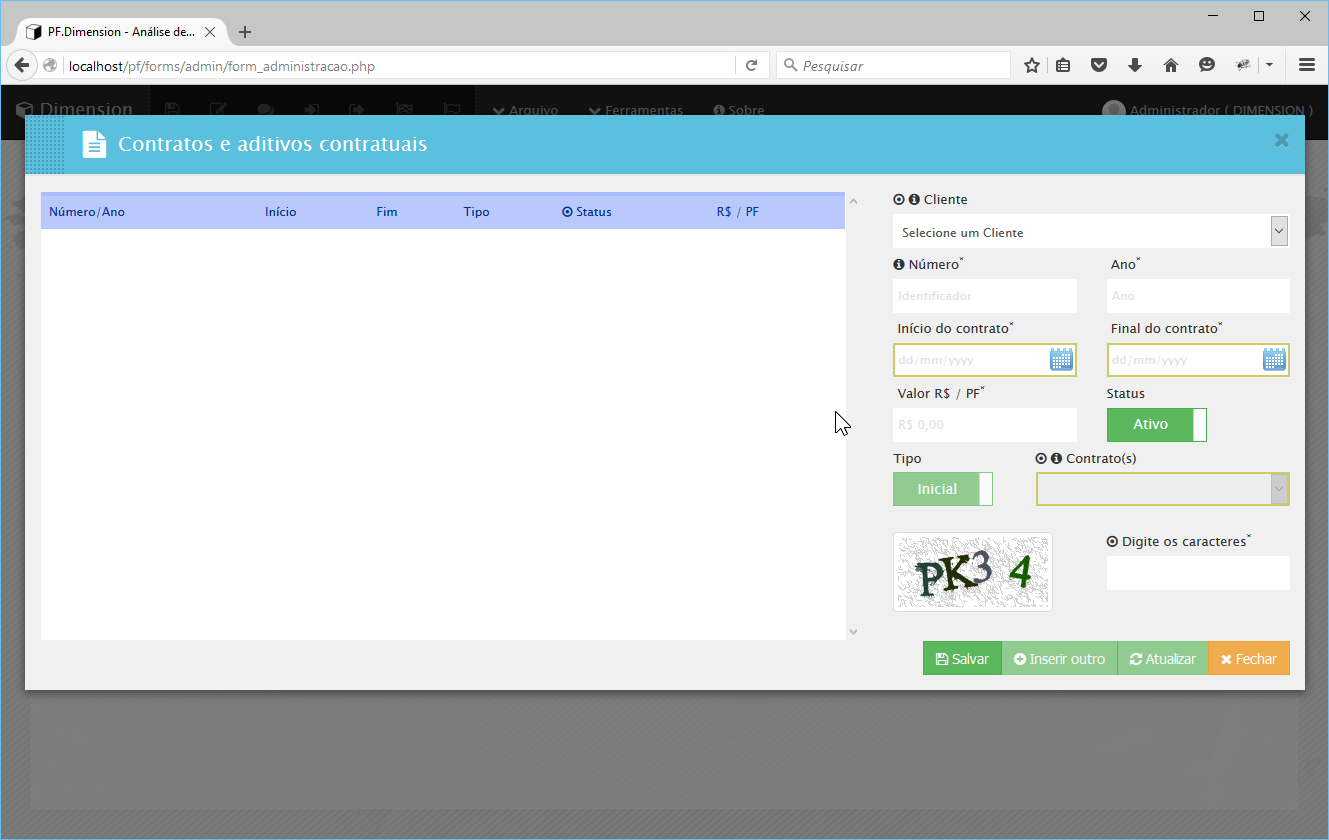 PF.Dimension - Análise de...
localhost/pf/forms/admin/form_administracao.php
Pesquisar
Dimension
Arquivo
Ferramentas
Sobre
Administrador ( DIMENSION )
Contratos e aditivos contratuais
Número/Ano Início Fim Tipo Status R$ / PF
Cliente
Selecione um Cliente
Número* Ano*
Identificador Ano
Início do contrato* Final do contrato*
dd/mm/yyyy dd/mm/yyyy
Valor R$ / PF* Status
R$ 0,00 Ativo
Tipo Contrato(s)
Inicial
Digite os caracteres*
PK3 4
Salvar Inserir outro Atualizar Fechar